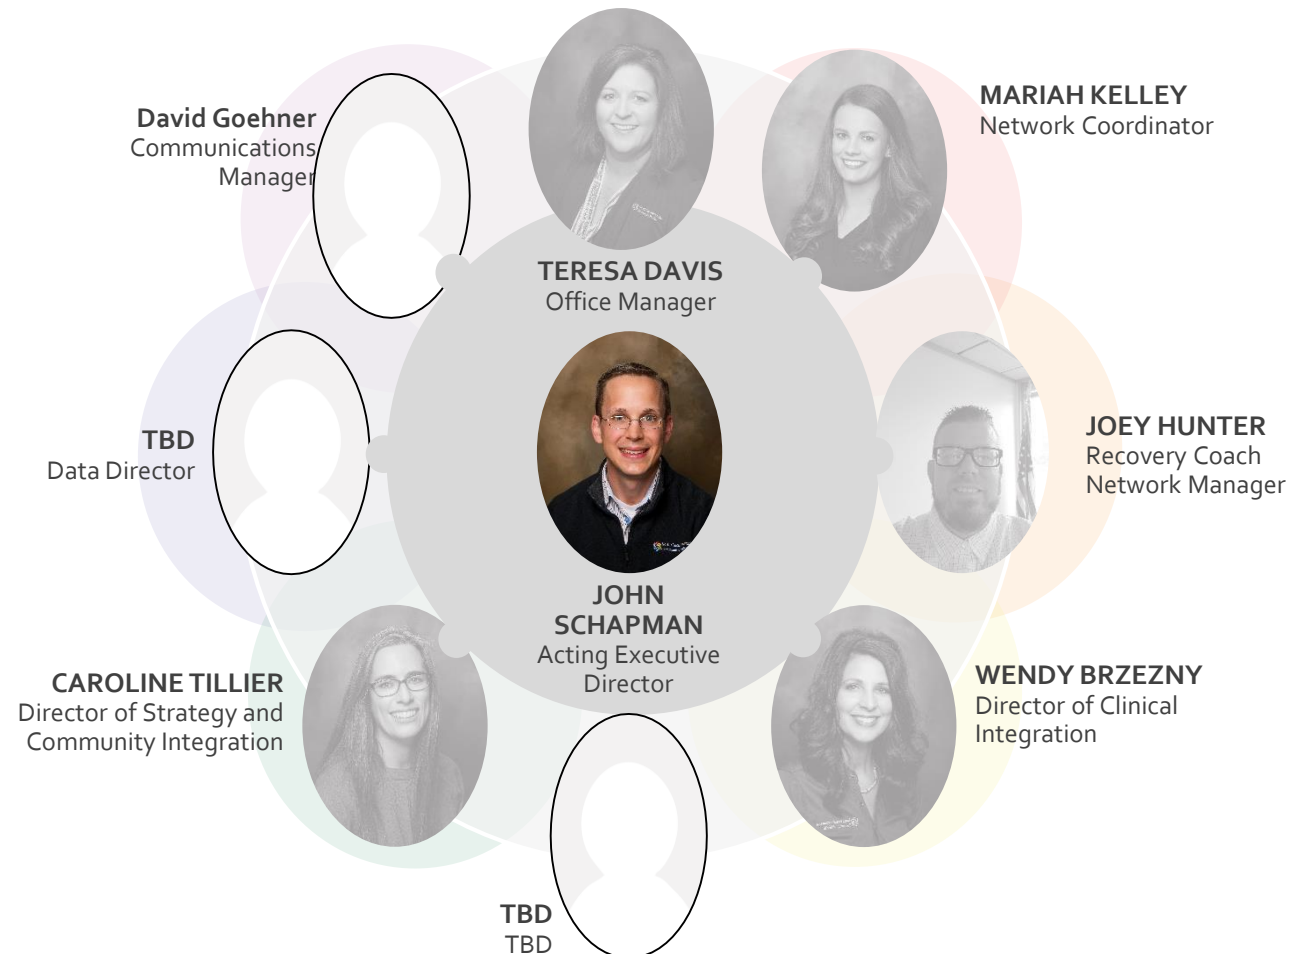 David Goehner
Communications
Manager
MARIAH KELLEY
Network Coordinator
TERESA DAVIS
Office Manager
TBD
Data Director
JOEY HUNTER
Recovery Coach
Network Manager
JOHN
SCHAPMAN
Acting Executive
Director
CAROLINE TILLIER
Director of Strategy and
Community Integration
WENDY BRZEZNY
Director of Clinical
Integration
TBD
TBD